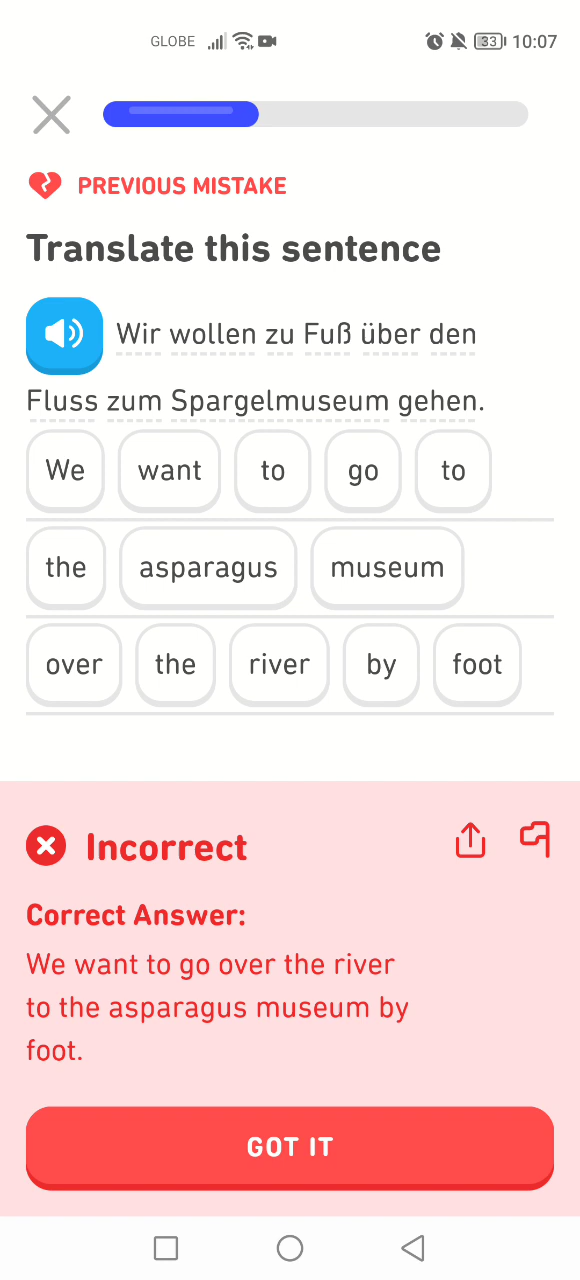 GLOBE 33 10:07
PREVIOUS MISTAKE
Translate this sentence
Wir wollen zu Fuß über den
Fluss zum Spargelmuseum gehen.
We want to go to
the asparagus museum
over the river by foot
Incorrect
Correct Answer:
We want to go over the river
to the asparagus museum by
foot.
GOT IT